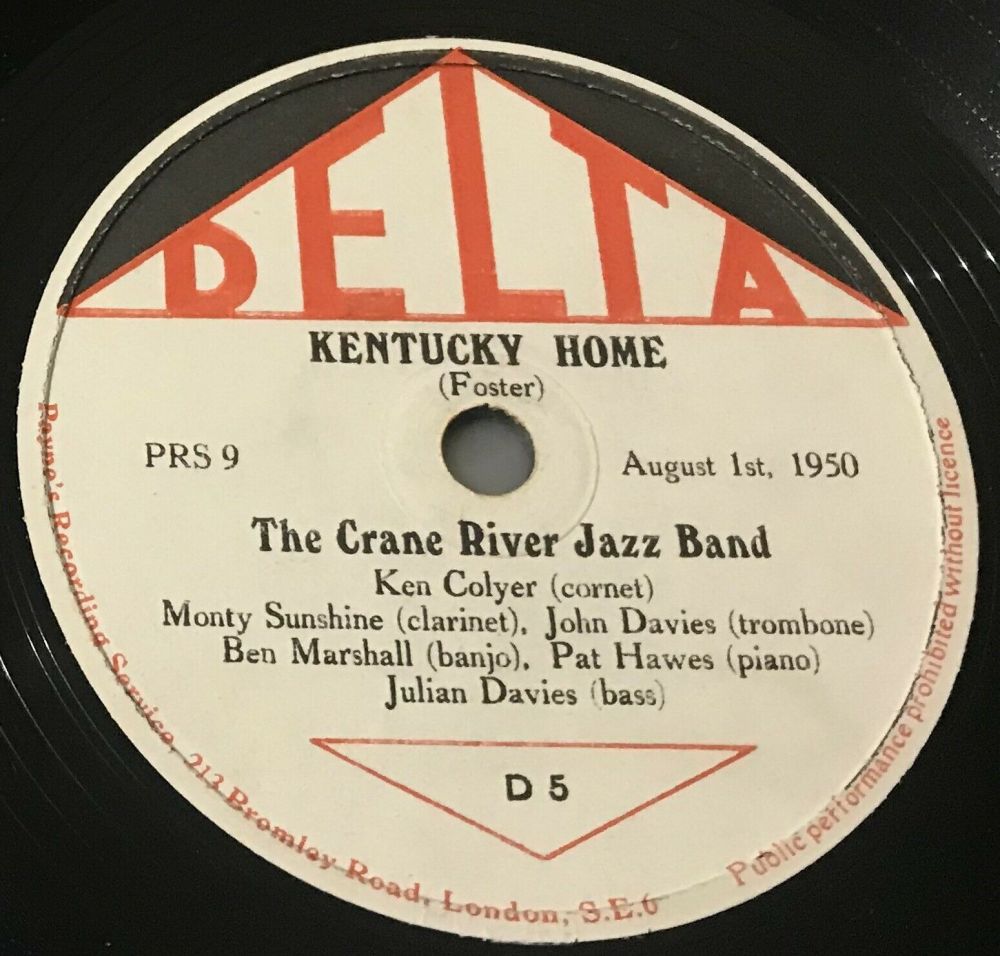 DELTA
KENTUCKY HOME
(Foster)
PRS 9
August 1st, 1950
The Crane River Jazz Band
Ken Colyer (cornet)
Monty Sunshine (clarinet), John Davies (trombone)
Ben Marshall (banjo), Pat Hawes (piano)
Julian Davies (bass)
D 5
Payne's Recording Service, 213 Bromley Road, London, S.E.6
Public performance prohibited without licence